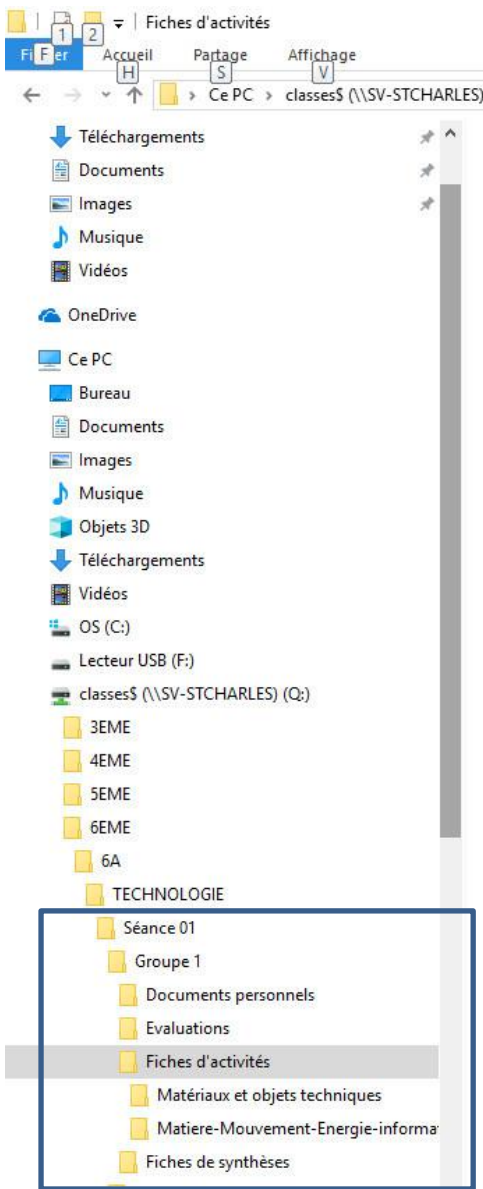 Fiches d'activités
1 2
Fi F er Accueil Partage Affichage
H S V
Ce PC classes$ (\\SV-STCHARLES)
Téléchargements
Documents
Images
Musique
Vidéos
OneDrive
Ce PC
Bureau
Documents
Images
Musique
Objets 3D
Téléchargements
Vidéos
OS (C:)
Lecteur USB (F:)
classes$ (\\SV-STCHARLES) (Q:)
3EME
4EME
5EME
6EME
6A
TECHNOLOGIE
Séance 01
Groupe 1
Documents personnels
Evaluations
Fiches d'activités
Matériaux et objets techniques
Matiere-Mouvement-Energie-informa
Fiches de synthèses